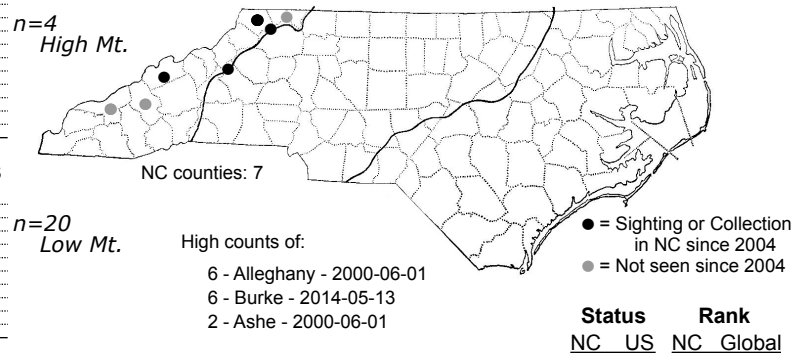 n=4
High Mt.
NC counties: 7
n=20
Low Mt.
High counts of:
6 - Alleghany - 2000-06-01
6 - Burke - 2014-05-13
2 - Ashe - 2000-06-01
= Sighting or Collection
in NC since 2004
= Not seen since 2004
Status Rank
NC US NC Global